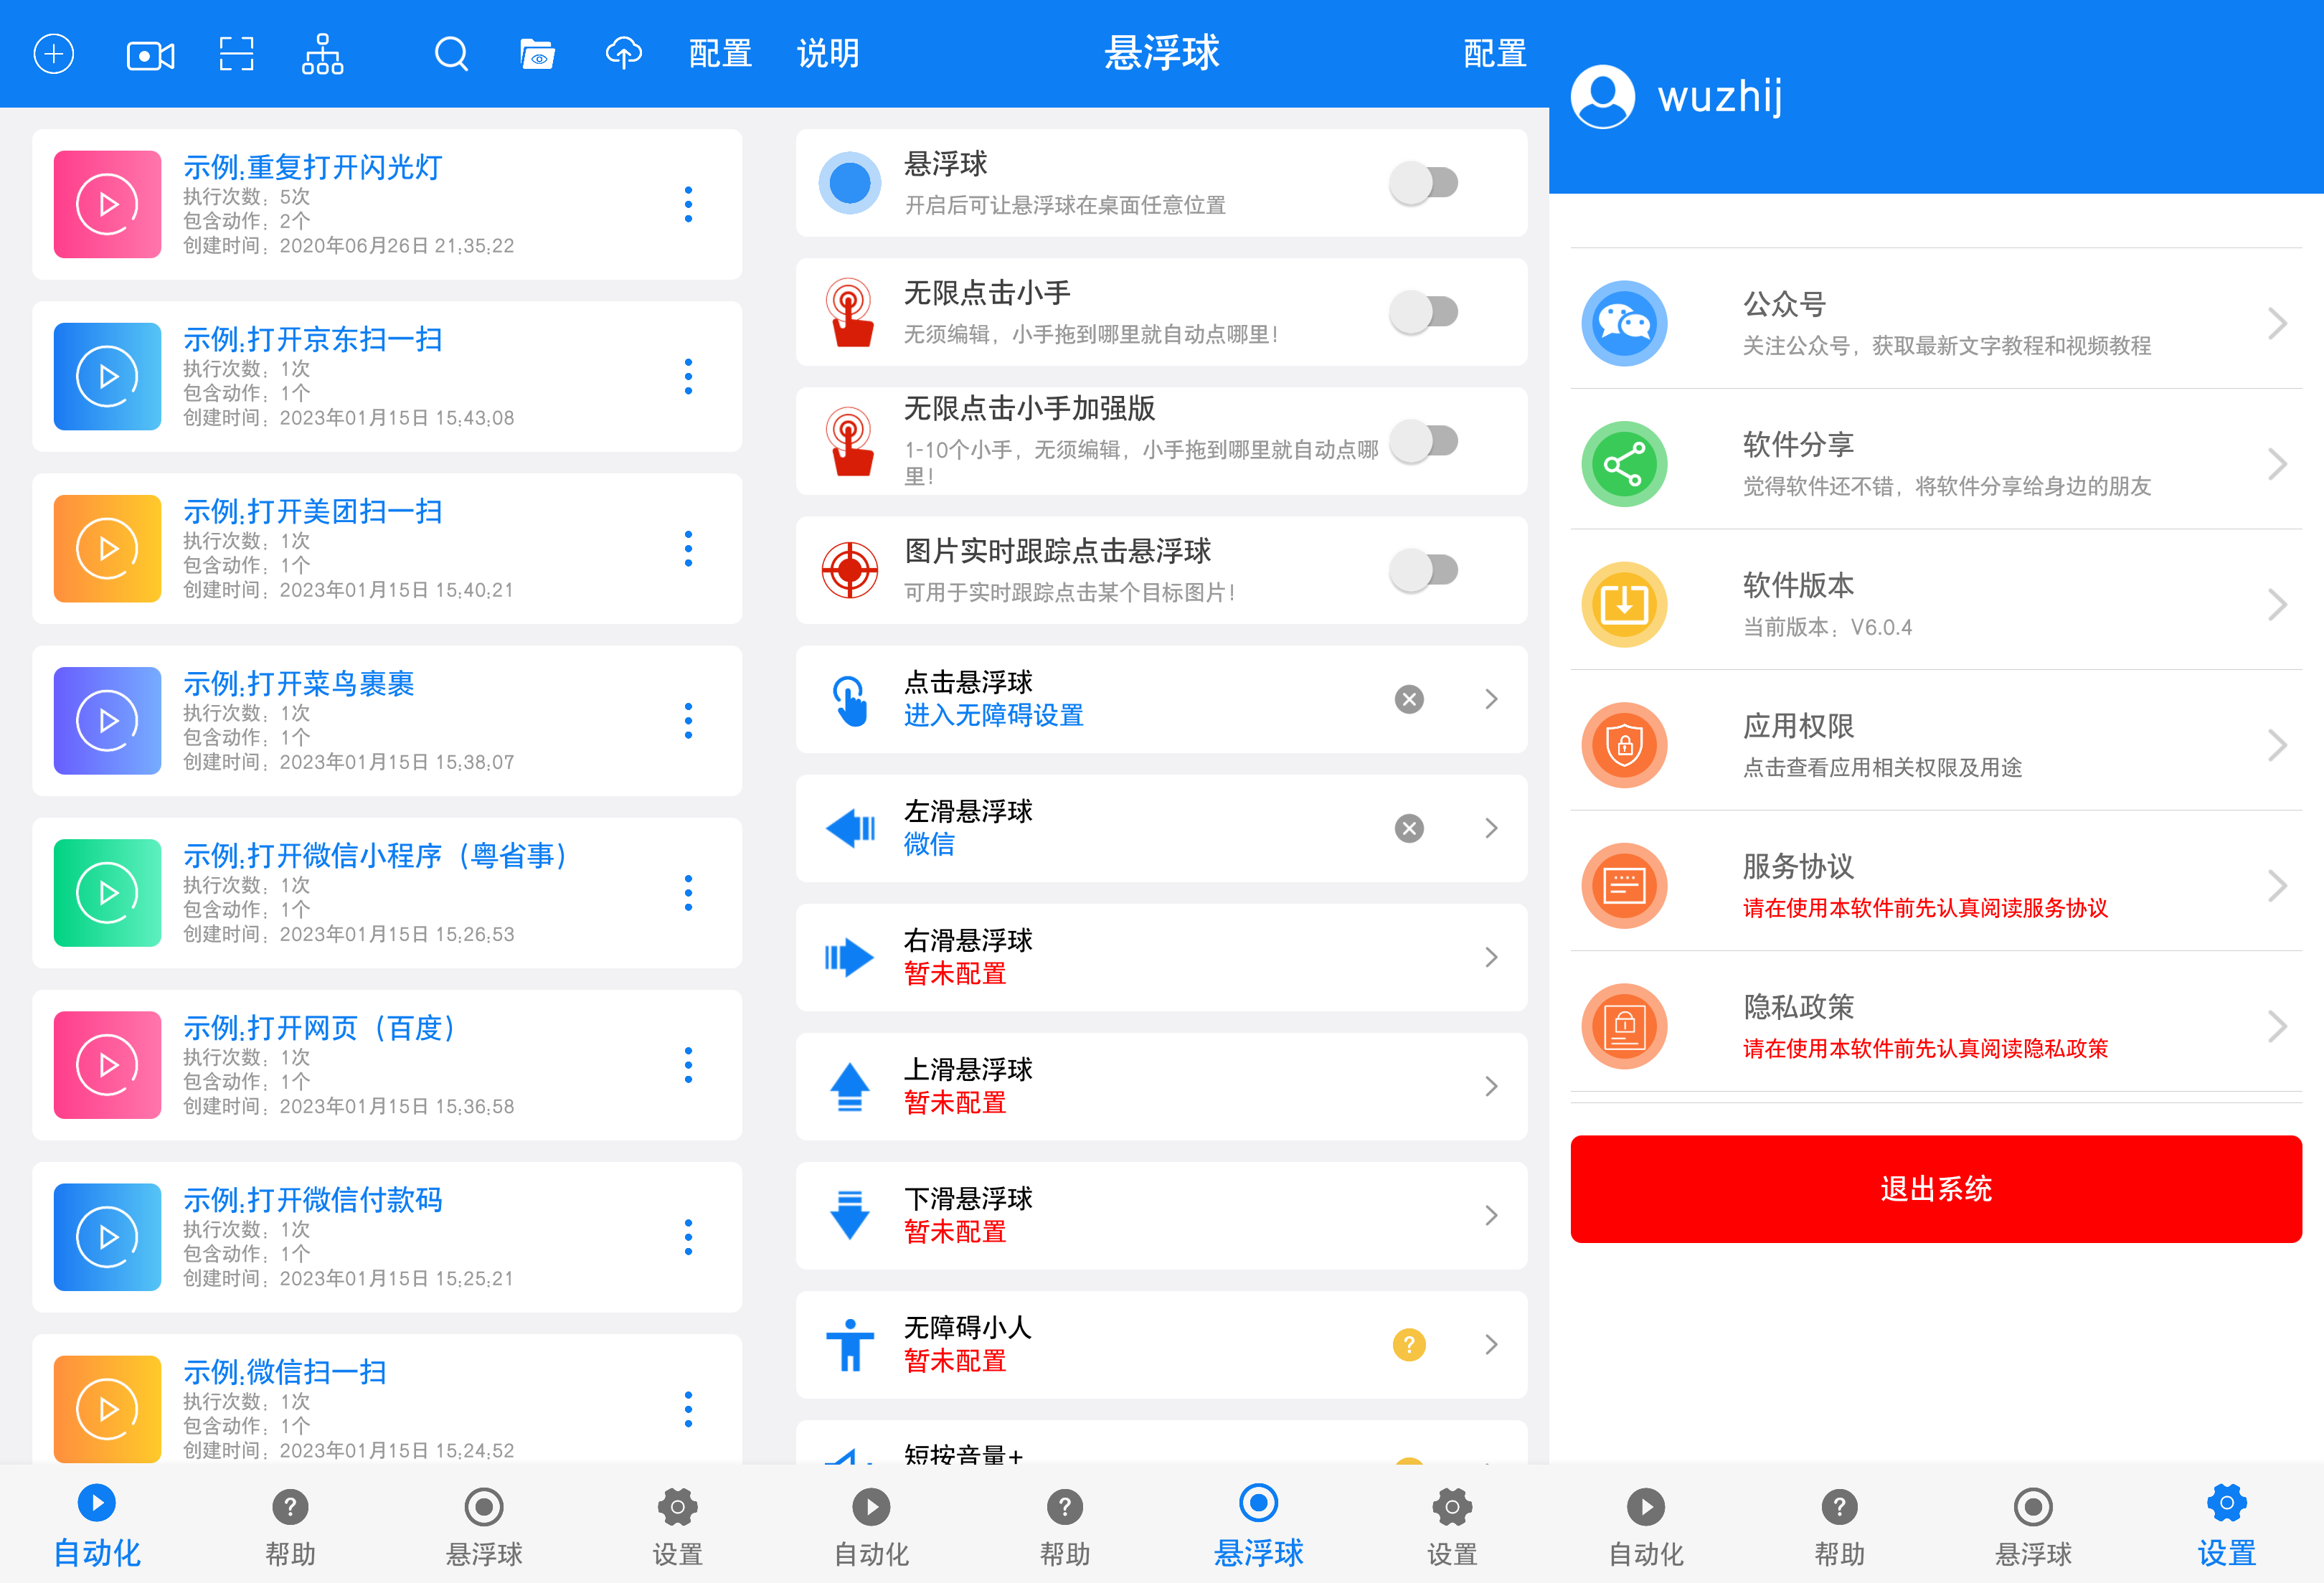 配置
示例:重复打开闪光灯
执行次数：5次
包含动作：2个
创建时间：2020年06月26日 21:35:22
示例:打开京东扫一扫
执行次数：1次
包含动作：1个
创建时间：2023年01月15日 15:43:08
示例:打开美团扫一扫
执行次数：1次
包含动作：1个
创建时间：2023年01月15日 15:40:21
示例:打开菜鸟裹裹
执行次数：1次
包含动作：1个
创建时间：2023年01月15日 15:38:07
示例:打开微信小程序（粤省事）
执行次数：1次
包含动作：1个
创建时间：2023年01月15日 15:26:53
示例:打开网页（百度）
执行次数：1次
包含动作：1个
创建时间：2023年01月15日 15:36:58
示例:打开微信付款码
执行次数：1次
包含动作：1个
创建时间：2023年01月15日 15:25:21
示例:微信扫一扫
执行次数：1次
包含动作：1个
创建时间：2023年01月15日 15:24:52
自动化
帮助
悬浮球
设置
说明
悬浮球
配置
悬浮球
开启后可让悬浮球在桌面任意位置
无限点击小手
无须编辑，小手拖到哪里就自动点哪里！
无限点击小手加强版
1-10个小手，无须编辑，小手拖到哪里就自动点哪
里！
图片实时跟踪点击悬浮球
可用于实时跟踪点击某个目标图片！
点击悬浮球
进入无障碍设置
左滑悬浮球
微信
右滑悬浮球
暂未配置
上滑悬浮球
暂未配置
下滑悬浮球
暂未配置
无障碍小人
暂未配置
短按音量+
自动化
帮助
悬浮球
设置
wuzhij
公众号
关注公众号，获取最新文字教程和视频教程
软件分享
觉得软件还不错，将软件分享给身边的朋友
软件版本
当前版本：V6.0.4
应用权限
点击查看应用相关权限及用途
服务协议
请在使用本软件前先认真阅读服务协议
隐私政策
请在使用本软件前先认真阅读隐私政策
退出系统
自动化
帮助
悬浮球
设置